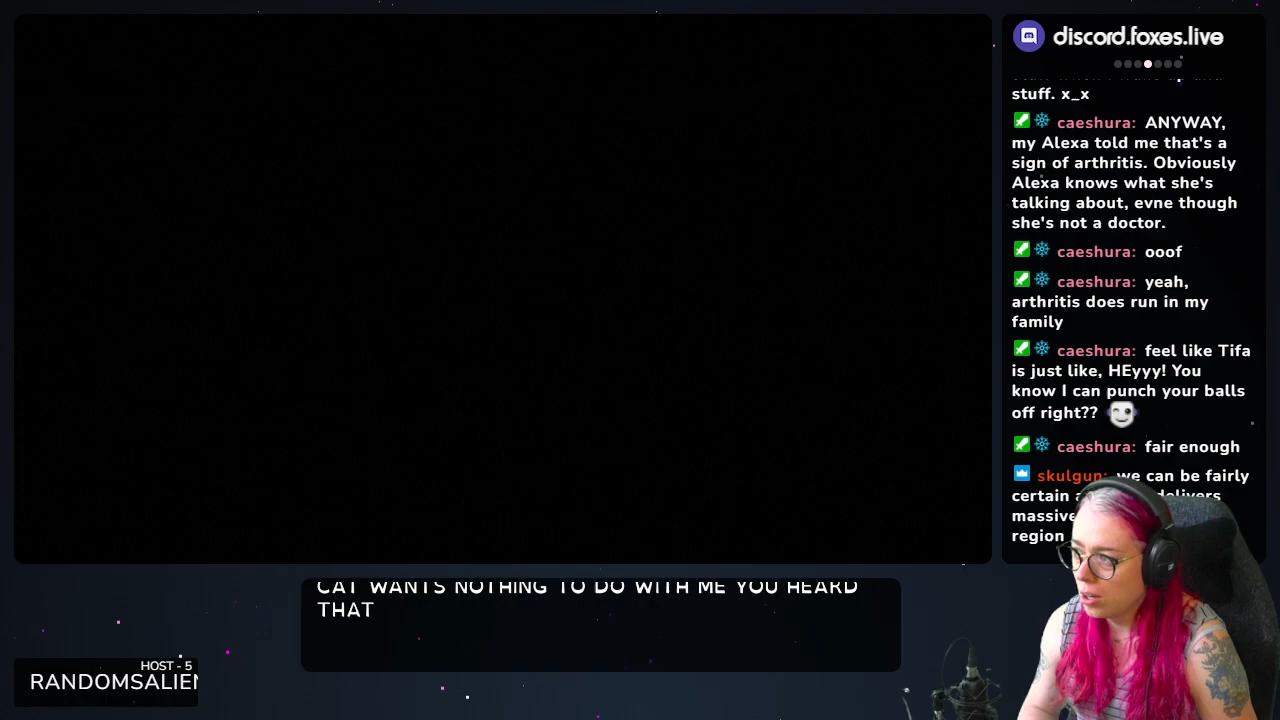 discord.foxes.live
stuff. x_x
caeshura: ANYWAY,
my Alexa told me that's a
sign of arthritis. Obviously
Alexa knows what she's
talking about, evne though
she's not a doctor.
caeshura: ooof
caeshura: yeah,
arthritis does run in my
family
caeshura: feel like Tifa
is just like, HEyyy! You
know I can punch your balls
off right??
caeshura: fair enough
skulgun: we can be fairly
certain
massive
region
CAT WANTS NOTHING TO DO WITH ME YOU HEARD
THAT
HOST - 5
RANDOMSALIEN